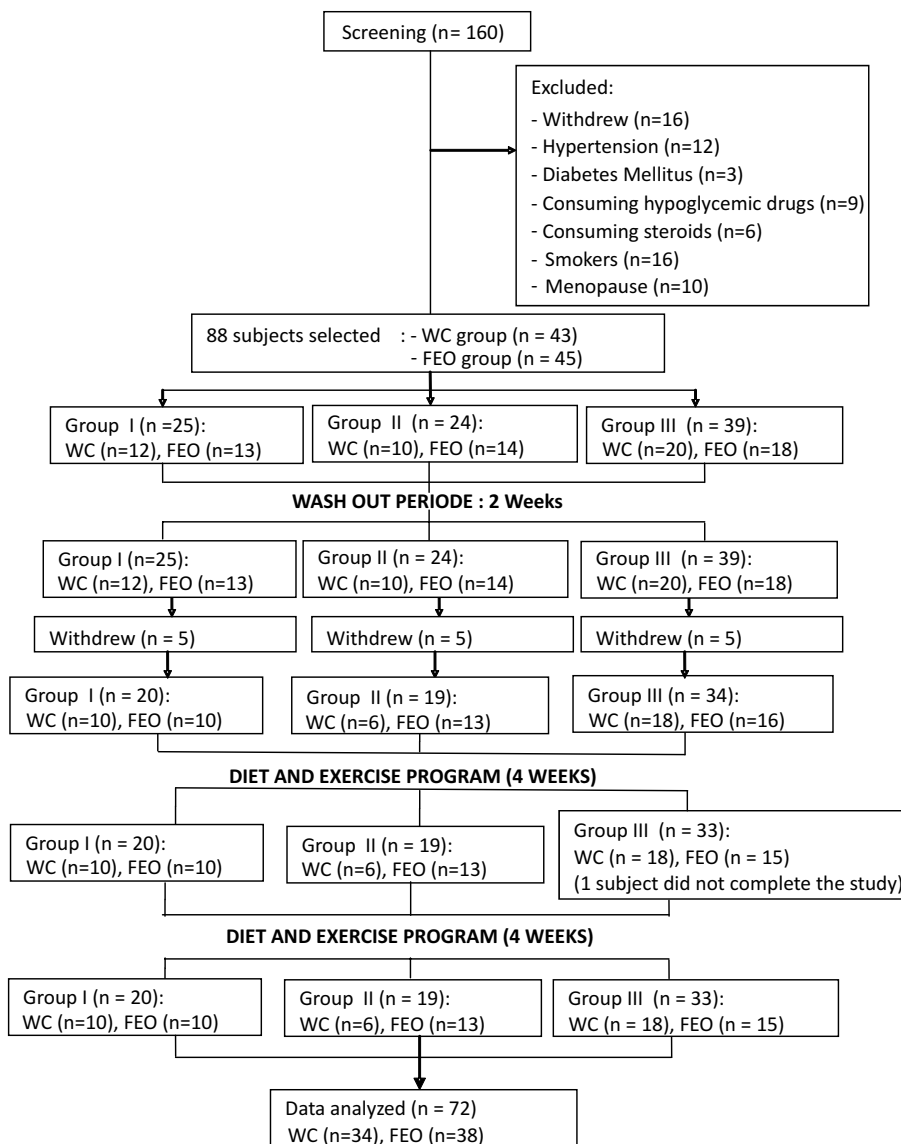 Screening (n= 160)
Excluded:
- Withdrew (n=16)
- Hypertension (n=12)
- Diabetes Mellitus (n=3)
- Consuming hypoglycemic drugs (n=9)
- Consuming steroids (n=6)
- Smokers (n=16)
- Menopause (n=10)
88 subjects selected : - WC group (n = 43)
- FEO group (n = 45)
Group I (n =25):
WC (n=12), FEO (n=13)
Group II (n = 24):
WC (n=10), FEO (n=14)
Group III (n = 39):
WC (n=20), FEO (n=18)
WASH OUT PERIODE : 2 Weeks
Group I (n=25):
WC (n=12), FEO (n=13)
Group II (n = 24):
WC (n=10), FEO (n=14)
Group III (n = 39):
WC (n=20), FEO (n=18)
Withdrew (n = 5)
Withdrew (n = 5)
Withdrew (n = 5)
Group I (n = 20):
WC (n=10), FEO (n=10)
Group II (n = 19):
WC (n=6), FEO (n=13)
Group III (n = 34):
WC (n=18), FEO (n=16)
DIET AND EXERCISE PROGRAM (4 WEEKS)
Group I (n = 20):
WC (n=10), FEO (n=10)
Group II (n = 19):
WC (n=6), FEO (n=13)
Group III (n = 33):
WC (n = 18), FEO (n = 15)
(1 subject did not complete the study)
DIET AND EXERCISE PROGRAM (4 WEEKS)
Group I (n = 20):
WC (n=10), FEO (n=10)
Group II (n = 19):
WC (n=6), FEO (n=13)
Group III (n = 33):
WC (n = 18), FEO (n = 15)
Data analyzed (n = 72)
WC (n=34), FEO (n=38)